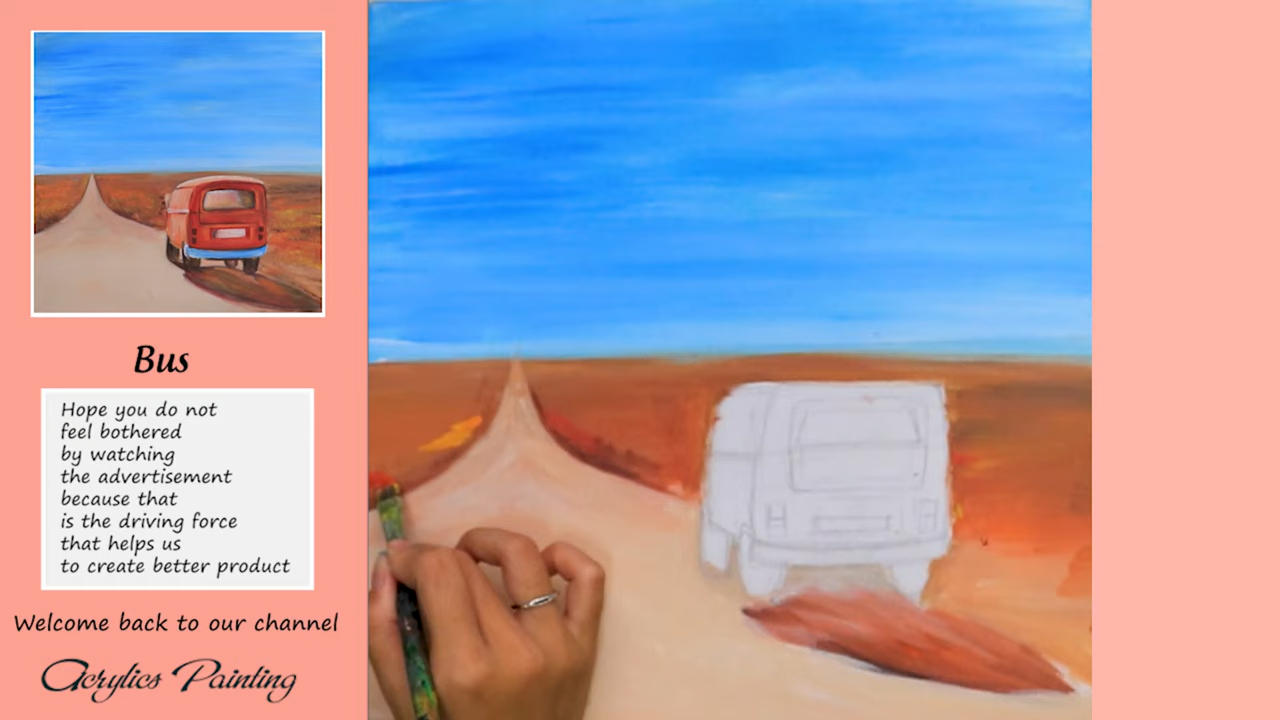 Bus
Hope you do not
feel bothered
by watching
the advertisement
because that
is the driving force
that helps us
to create better product
Welcome back to our channel
Acrylics Painting